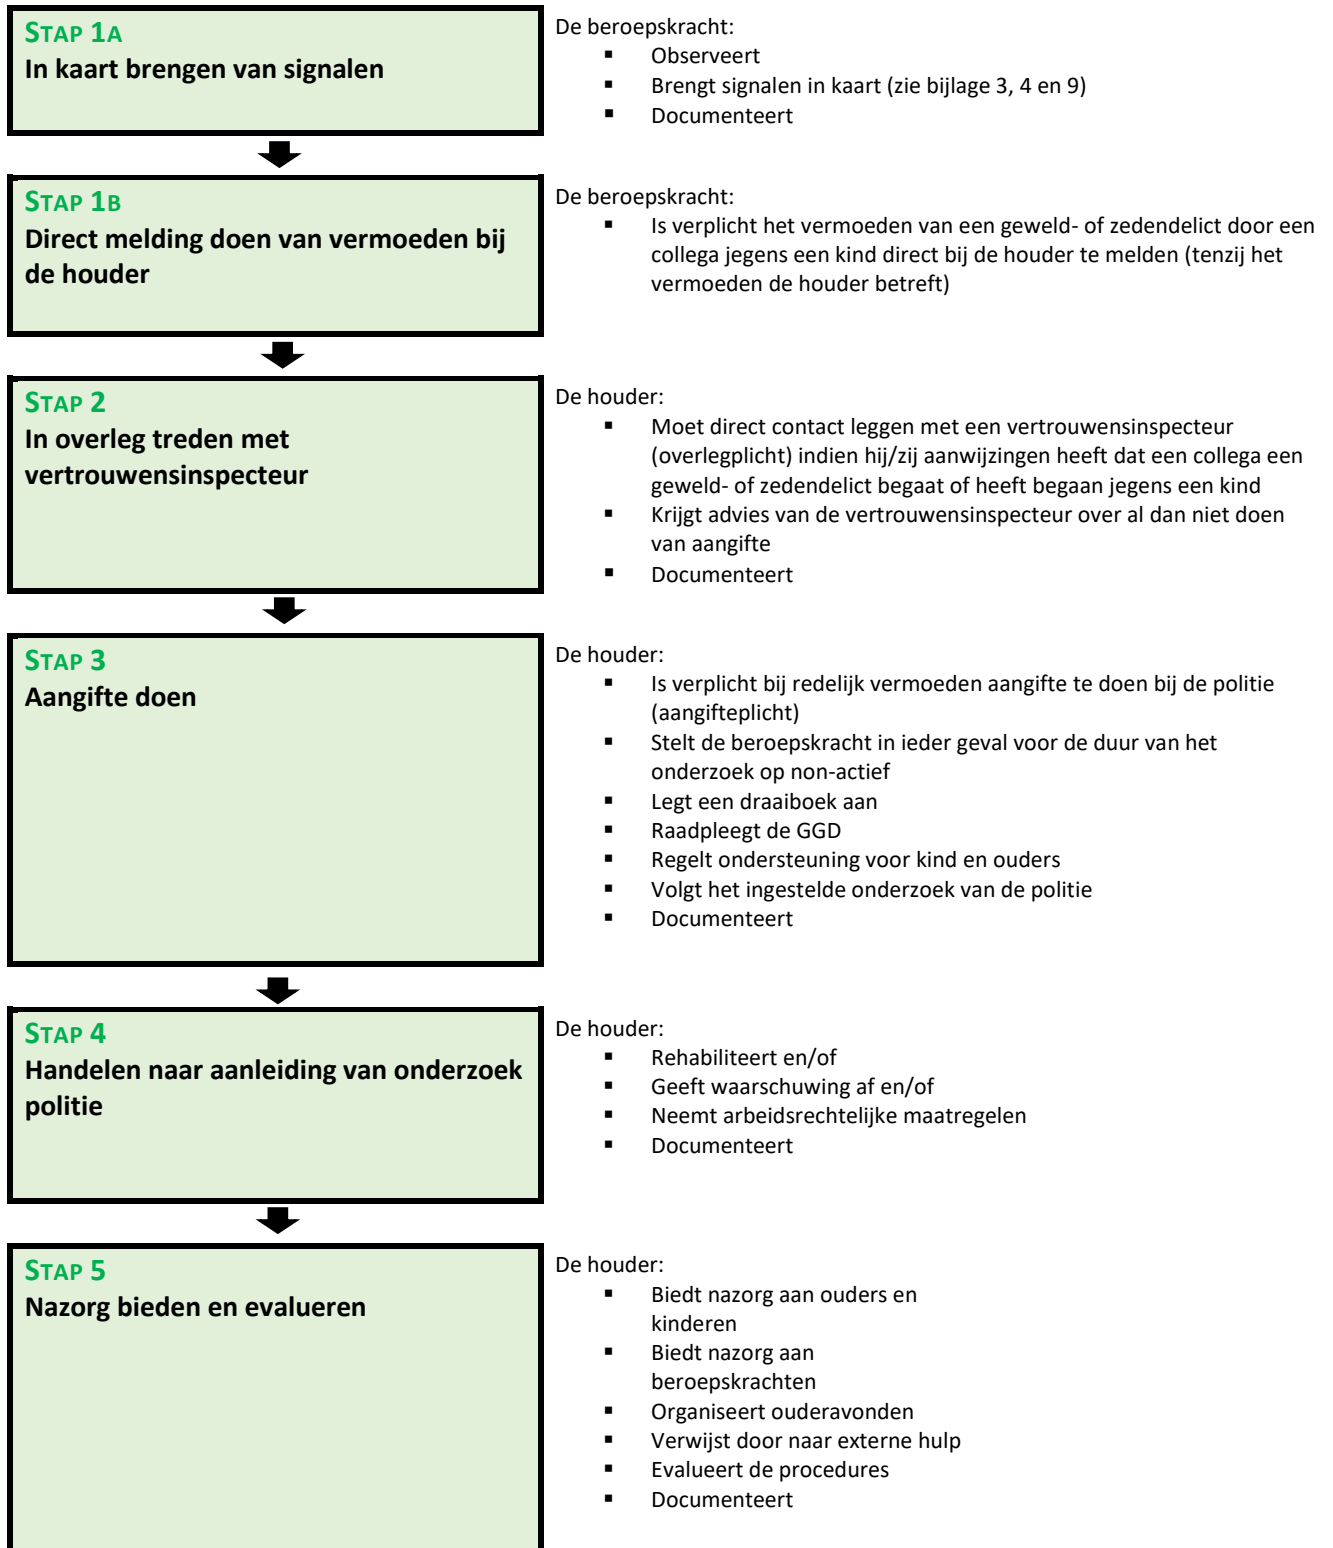 STAP 1A
In kaart brengen van signalen
De beroepskracht:
▪ Observeert
▪ Brengt signalen in kaart (zie bijlage 3, 4 en 9)
▪ Documenteert
STAP 1B
Direct melding doen van vermoeden bij
de houder
De beroepskracht:
▪ Is verplicht het vermoeden van een geweld- of zedendelict door een
collega jegens een kind direct bij de houder te melden (tenzij het
vermoeden de houder betreft)
STAP 2
In overleg treden met
vertrouwensinspecteur
De houder:
▪ Moet direct contact leggen met een vertrouwensinspecteur
(overlegplicht) indien hij/zij aanwijzingen heeft dat een collega een
geweld- of zedendelict begaat of heeft begaan jegens een kind
▪ Krijgt advies van de vertrouwensinspecteur over al dan niet doen
van aangifte
▪ Documenteert
STAP 3
Aangifte doen
De houder:
▪ Is verplicht bij redelijk vermoeden aangifte te doen bij de politie
(aangifteplicht)
▪ Stelt de beroepskracht in ieder geval voor de duur van het
onderzoek op non-actief
▪ Legt een draaiboek aan
▪ Raadpleegt de GGD
▪ Regelt ondersteuning voor kind en ouders
▪ Volgt het ingestelde onderzoek van de politie
▪ Documenteert
STAP 4
Handelen naar aanleiding van onderzoek
politie
De houder:
▪ Rehabiliteert en/of
▪ Geeft waarschuwing af en/of
▪ Neemt arbeidsrechtelijke maatregelen
▪ Documenteert
STAP 5
Nazorg bieden en evalueren
De houder:
▪ Biedt nazorg aan ouders en
kinderen
▪ Biedt nazorg aan
beroepskrachten
▪ Organiseert ouderavonden
▪ Verwijst door naar externe hulp
▪ Evalueert de procedures
▪ Documenteert